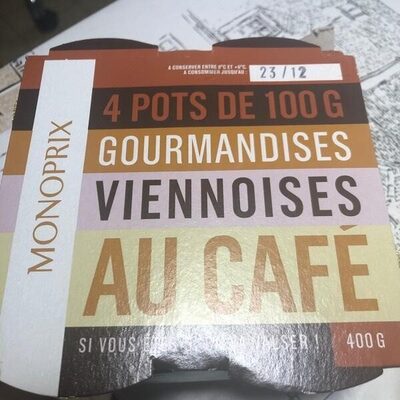 A CONSERVER ENTRE 0°C ET +6°C.
A CONSOMMER JUSQU'AU :
23/12
4 POTS DE 100 G
GOURMANDISES
VIENNOISES
AU CAFÉ
SI VOUS
400 G
MONOPRIX